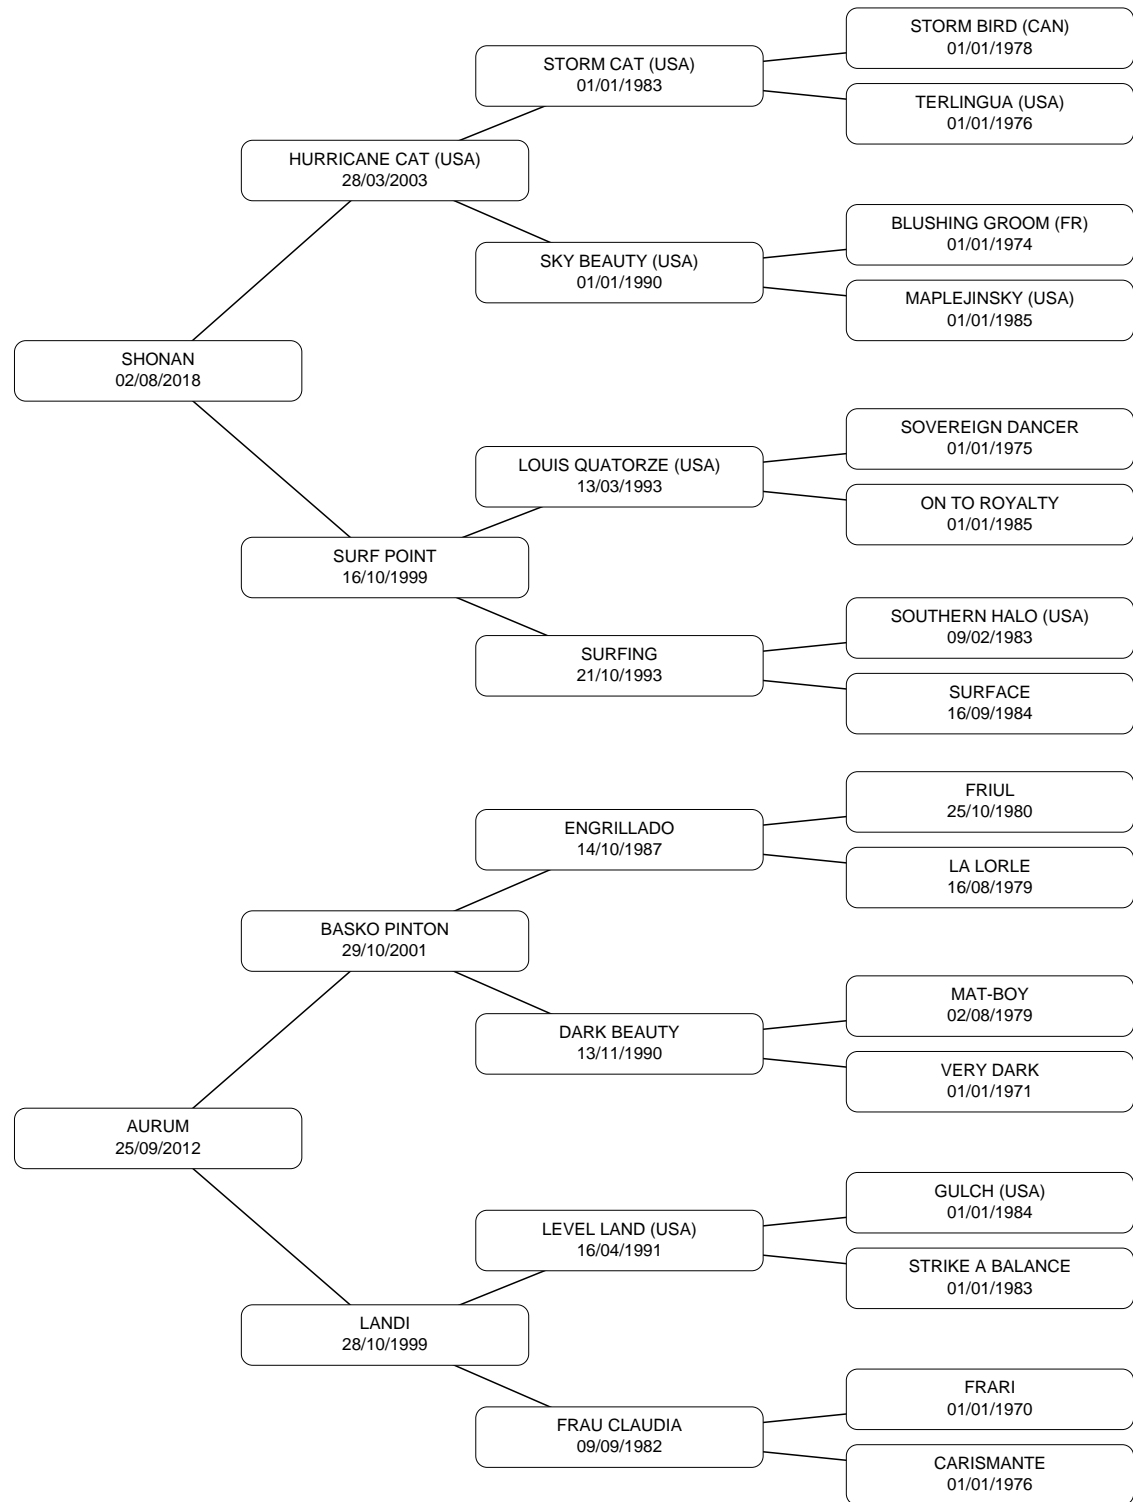 STORM BIRD (CAN)
01/01/1978
STORM CAT (USA)
01/01/1983
TERLINGUA (USA)
01/01/1976
HURRICANE CAT (USA)
28/03/2003
BLUSHING GROOM (FR)
01/01/1974
SKY BEAUTY (USA)
01/01/1990
MAPLEJINSKY (USA)
01/01/1985
SHONAN
02/08/2018
SOVEREIGN DANCER
01/01/1975
LOUIS QUATORZE (USA)
13/03/1993
ON TO ROYALTY
01/01/1985
SURF POINT
16/10/1999
SOUTHERN HALO (USA)
09/02/1983
SURFING
21/10/1993
SURFACE
16/09/1984
FRIUL
25/10/1980
ENGRILLADO
14/10/1987
LA LORLE
16/08/1979
BASKO PINTON
29/10/2001
MAT-BOY
02/08/1979
DARK BEAUTY
13/11/1990
VERY DARK
01/01/1971
AURUM
25/09/2012
GULCH (USA)
01/01/1984
LEVEL LAND (USA)
16/04/1991
STRIKE A BALANCE
01/01/1983
LANDI
28/10/1999
FRARI
01/01/1970
FRAU CLAUDIA
09/09/1982
CARISMANTE
01/01/1976